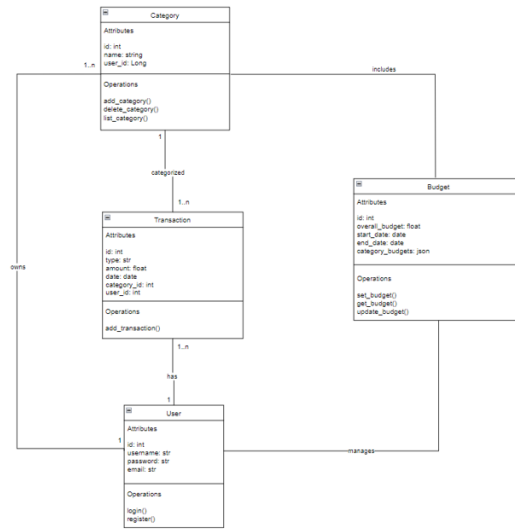 Category
Attributes
id: int
name: string
user_id: Long
Operations
add_category()
delete_category()
list_category()
1..n
includes
1
categorized
1..n
Budget
Attributes
id: int
overall_budget: float
start_date: date
end_date: date
category_budgets: json
Operations
set_budget()
get_budget()
update_budget()
Transaction
Attributes
id: int
type: str
amount: float
date: date
category_id: int
user_id: int
Operations
add_transaction()
owns
1..n
has
1
User
Attributes
id: int
username: str
password: str
email: str
Operations
login()
register()
1
manages